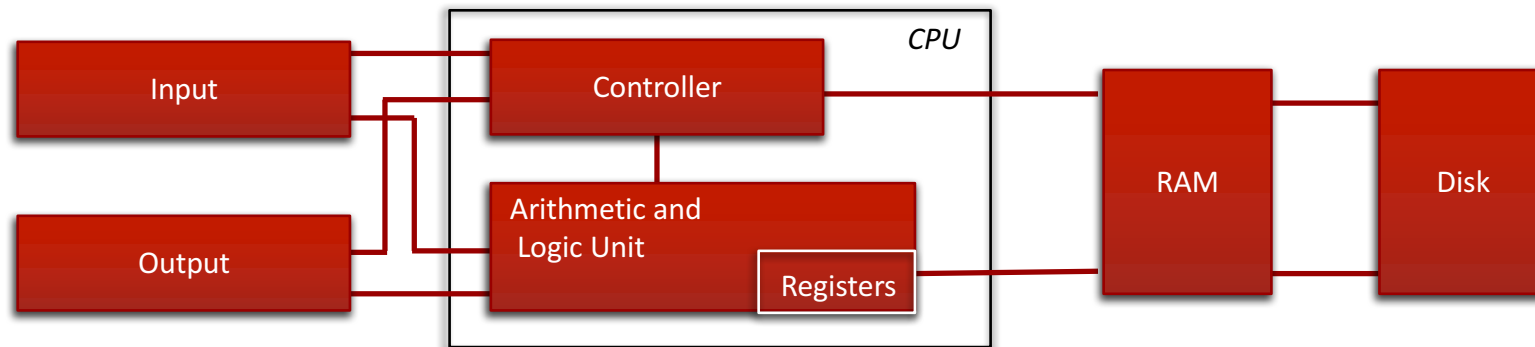 CPU
Input
Controller
RAM
Disk
Arithmetic and
Logic Unit
Output
Registers